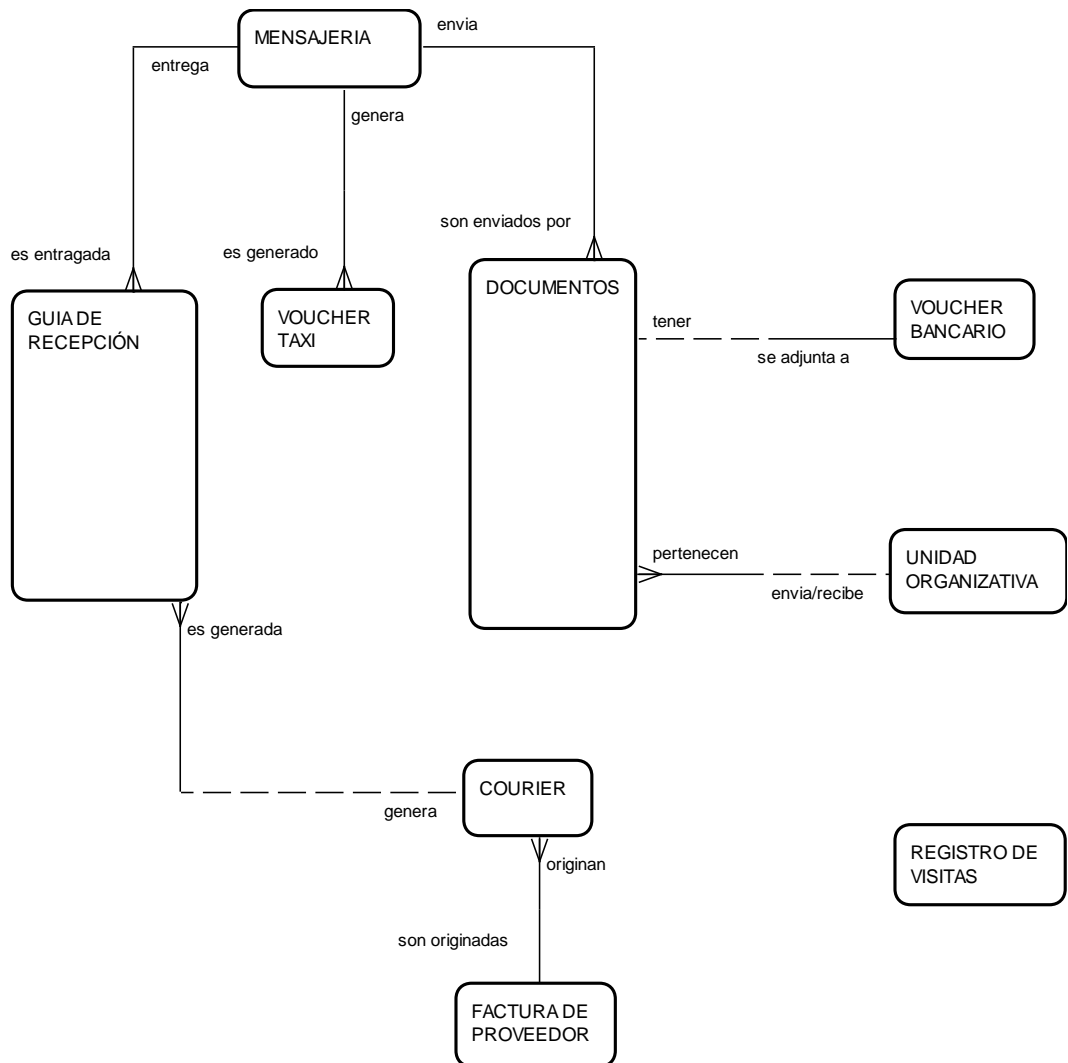 envia
MENSAJERIA
entrega
genera
son enviados por
es entragada
es generado
DOCUMENTOS
VOUCHER
BANCARIO
GUIA DE
RECEPCIÓN
VOUCHER
TAXI
tener
se adjunta a
pertenecen
UNIDAD
ORGANIZATIVA
envia/recibe
es generada
COURIER
genera
REGISTRO DE
VISITAS
originan
son originadas
FACTURA DE
PROVEEDOR